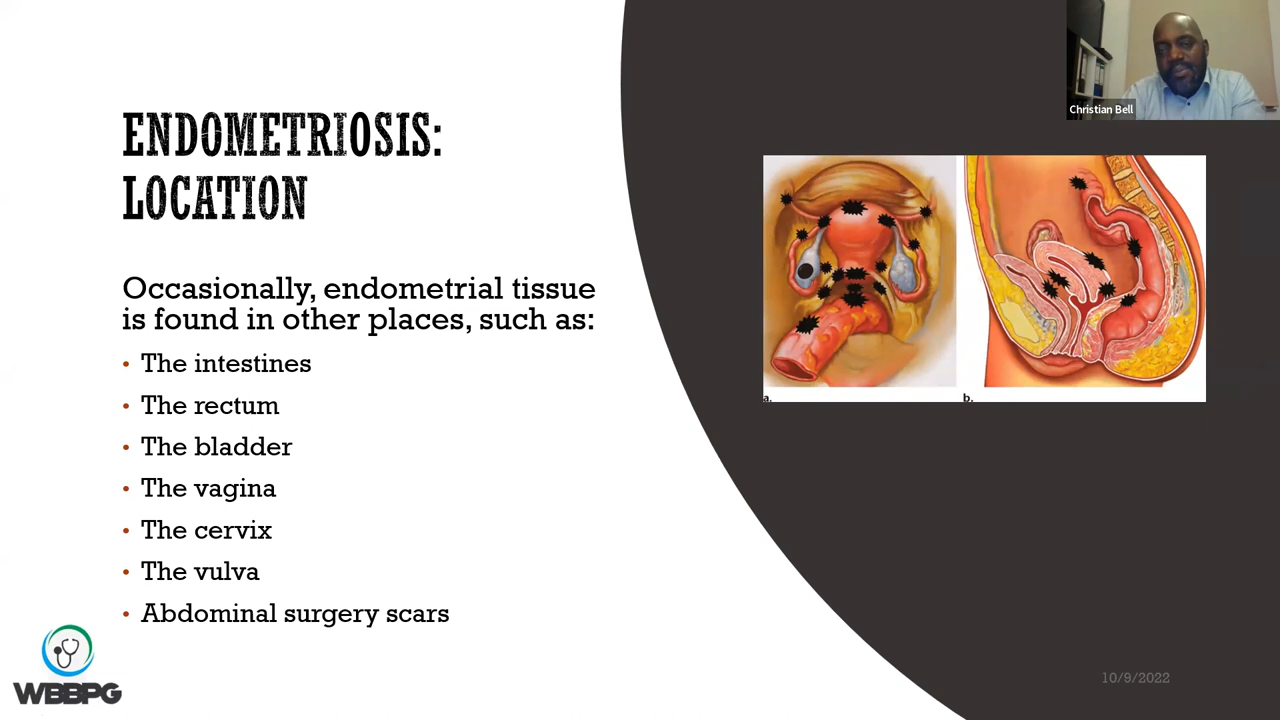 ENDOMETRIOSIS:
LOCATION
Occasionally, endometrial tissue
is found in other places, such as:
• The intestines
• The rectum
• The bladder
• The vagina
• The cervix
• The vulva
• Abdominal surgery scars
WBBPG
Christian Bell
a.
b.
10/9/2022